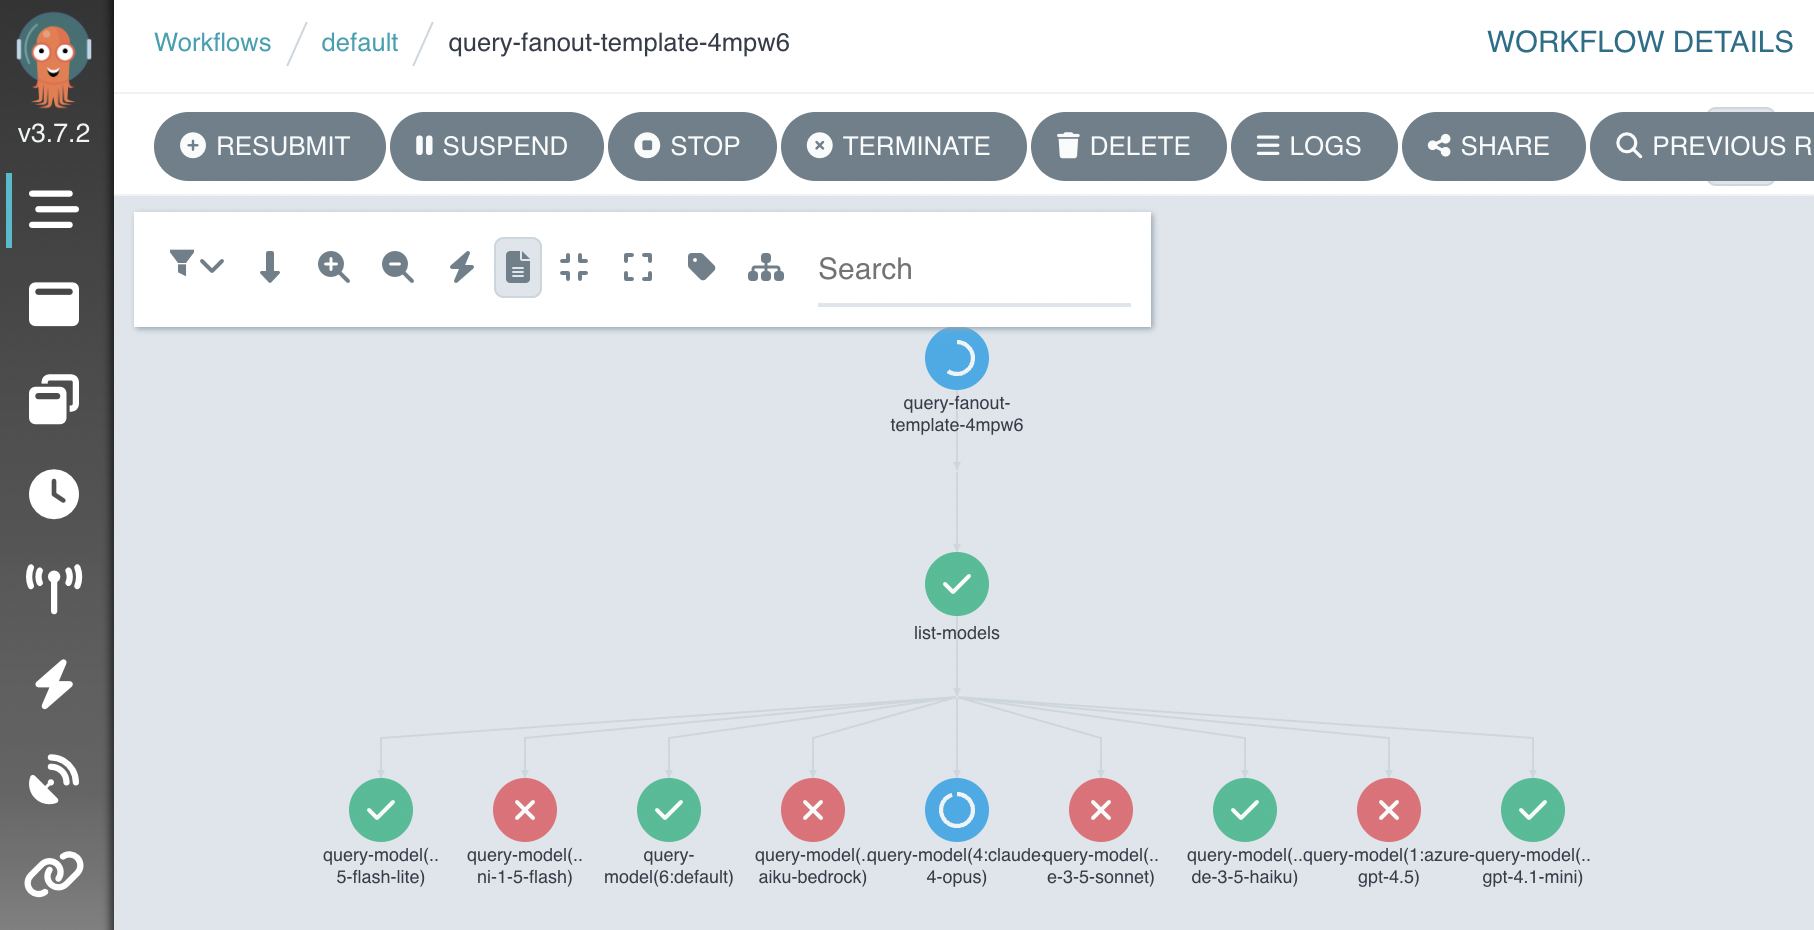 v3.7.2
Workflows / default / query-fanout-template-4mpw6
WORKFLOW DETAILS
RESUBMIT SUSPEND STOP TERMINATE DELETE LOGS SHARE PREVIOUS R
Search
query-fanout-
template-4mpw6
list-models
query-model(..
5-flash-lite)
query-model(..
ni-1-5-flash)
query-
model(6:default)
query-model(..
aiku-bedrock)
query-model(4:claude-
4-opus)
query-model(..
e-3-5-sonnet)
query-model(..
de-3-5-haiku)
query-model(1:azure-
gpt-4.5)
query-model(..
gpt-4.1-mini)